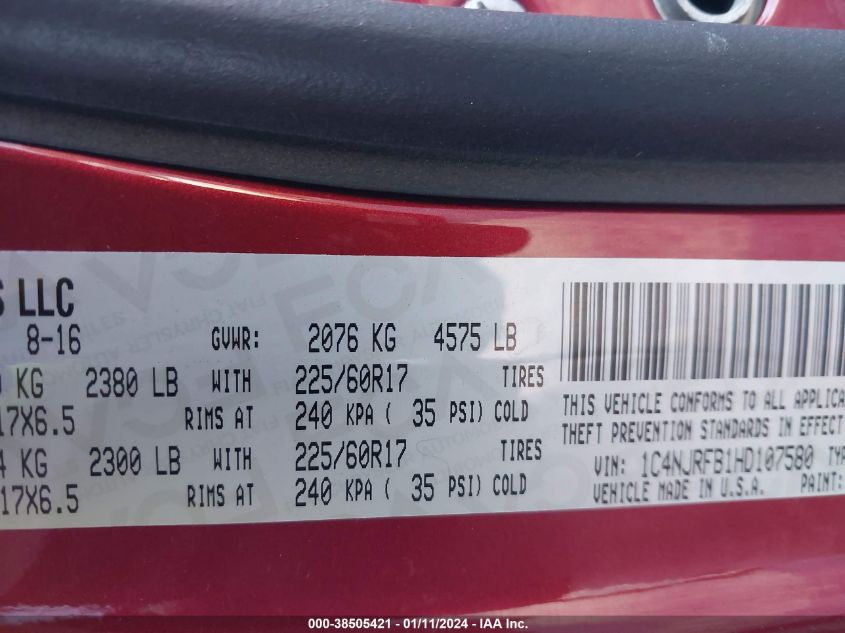 S LLC
8-16 GVWR: 2076 KG 4575 LB
KG 2380 LB WITH 225/60R17 TIRES
17X6.5 RIMS AT 240 KPA ( 35 PSI) COLD
4 KG 2300 LB WITH 225/60R17 TIRES
17X6.5 RIMS AT 240 KPA ( 35 PSI) COLD
THIS VEHICLE CONFORMS TO ALL APPLICA
THEFT PREVENTION STANDARDS IN EFFECT
VIN: 1C4NJRFB1HD107580 TYP
VEHICLE MADE IN U.S.A. PAINT:
000-38505421 - 01/11/2024 - IAA Inc.